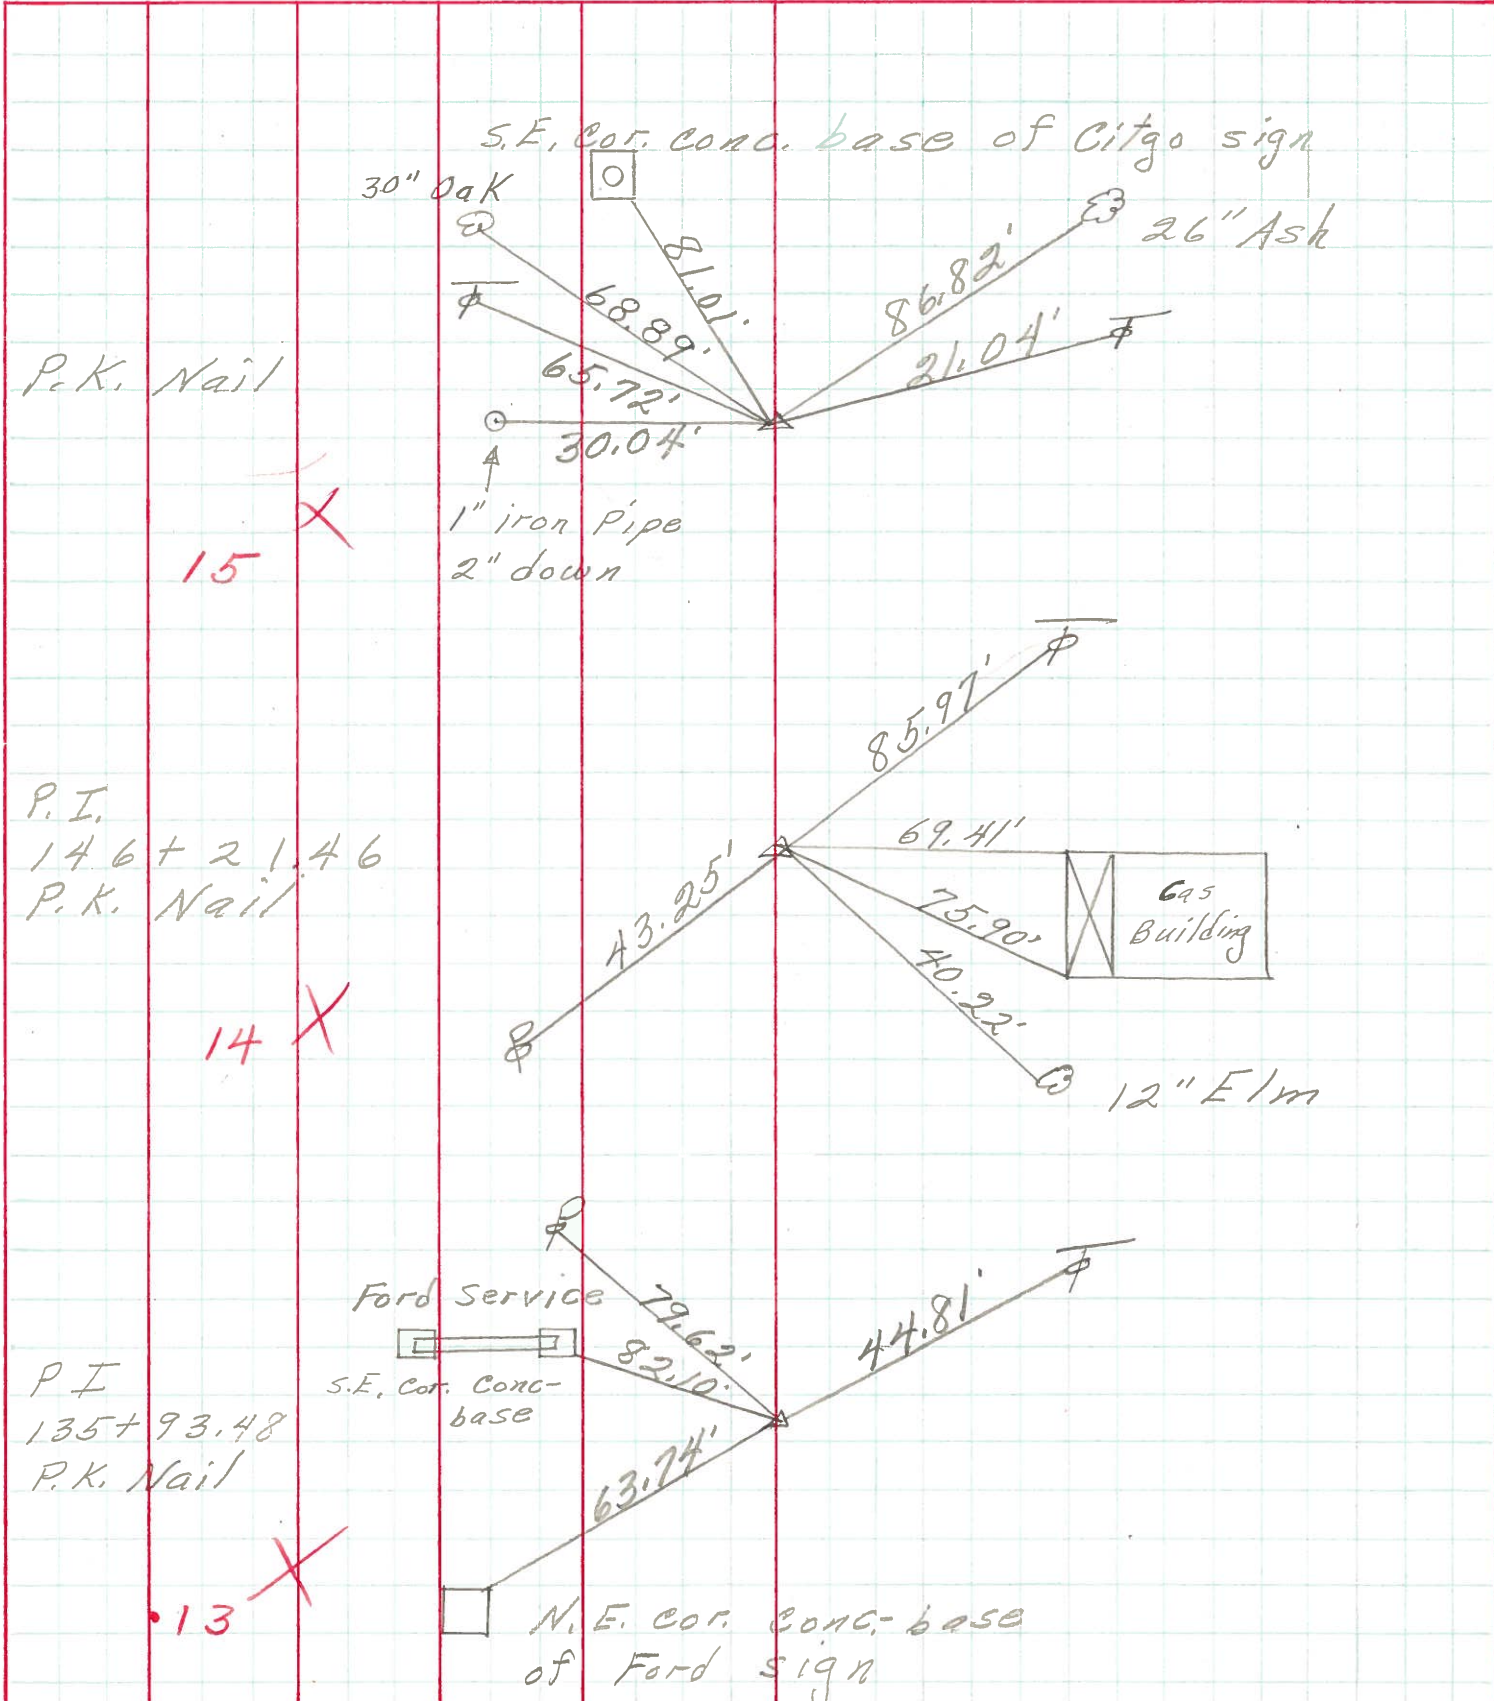 S.E. cor. conc. base of Citgo sign
30" Oak
26" Ash
81.01'
86.82'
68.89'
21.04'
65.72'
P.K. Nail
30.04'
1" iron Pipe
2" down
15
85.97'
P.I.
146+21.46
P.K. Nail
69.41'
43.25'
75.90'
Gas
Building
40.22'
14
12" Elm
Ford Service
79.62'
44.81'
82.10'
S.E. cor. conc-
base
P I
135+93.48
P.K. Nail
63.74'
13
N.E. cor. conc.-base
of Ford sign